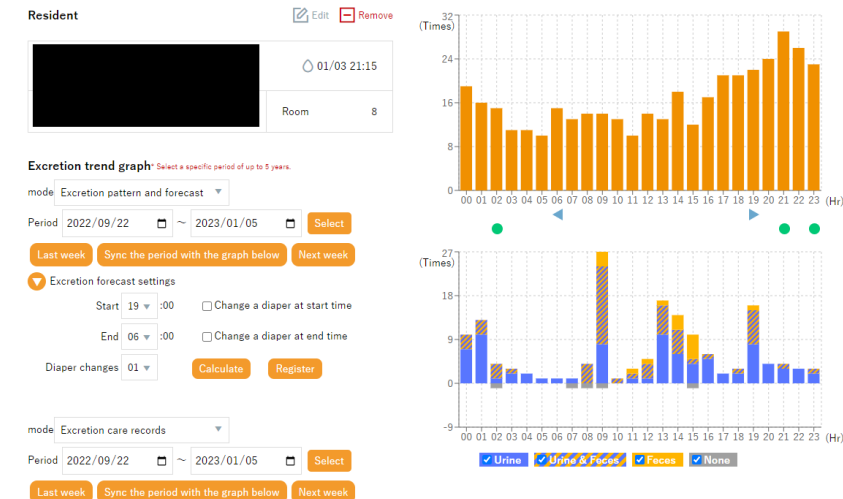 Resident
Edit
Remove
01/03 21:15
Room 8
Excretion trend graph* Select a specific period of up to 5 years.
mode Excretion pattern and forecast ▼
Period 2022/09/22 ~ 2023/01/05 Select
Last week Sync the period with the graph below Next week
Excretion forecast settings
Start 19 ▼ :00 Change a diaper at start time
End 06 ▼ :00 Change a diaper at end time
Diaper changes 01 ▼ Calculate Register
mode Excretion care records ▼
Period 2022/09/22 ~ 2023/01/05 Select
Last week Sync the period with the graph below Next week
(Times)
32
24
16
8
0
00 01 02 03 04 05 06 07 08 09 10 11 12 13 14 15 16 17 18 19 20 21 22 23 (Hr)
(Times)
27
18
9
0
-9
00 01 02 03 04 05 06 07 08 09 10 11 12 13 14 15 16 17 18 19 20 21 22 23 (Hr)
Urine Urine & Feces Feces None